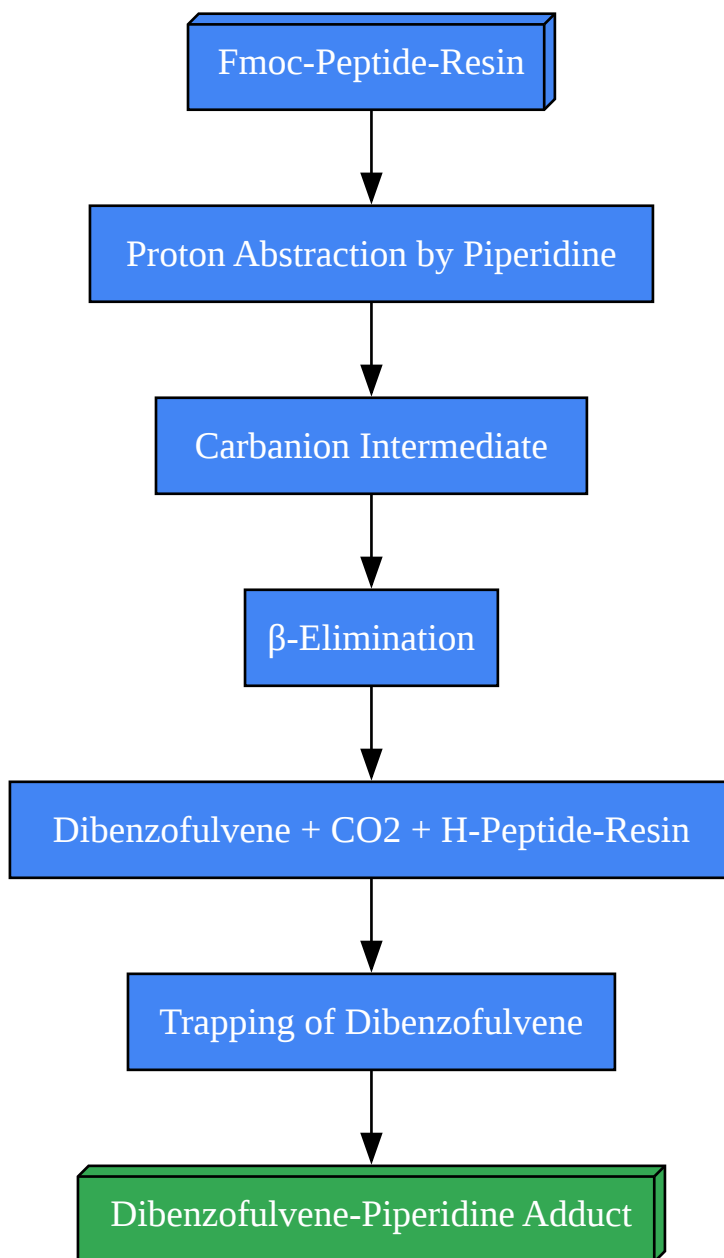 Fmoc-Peptide-Resin
Proton Abstraction by Piperidine
Carbanion Intermediate
β-Elimination
Dibenzofulvene + CO2 + H-Peptide-Resin
Trapping of Dibenzofulvene
Dibenzofulvene-Piperidine Adduct